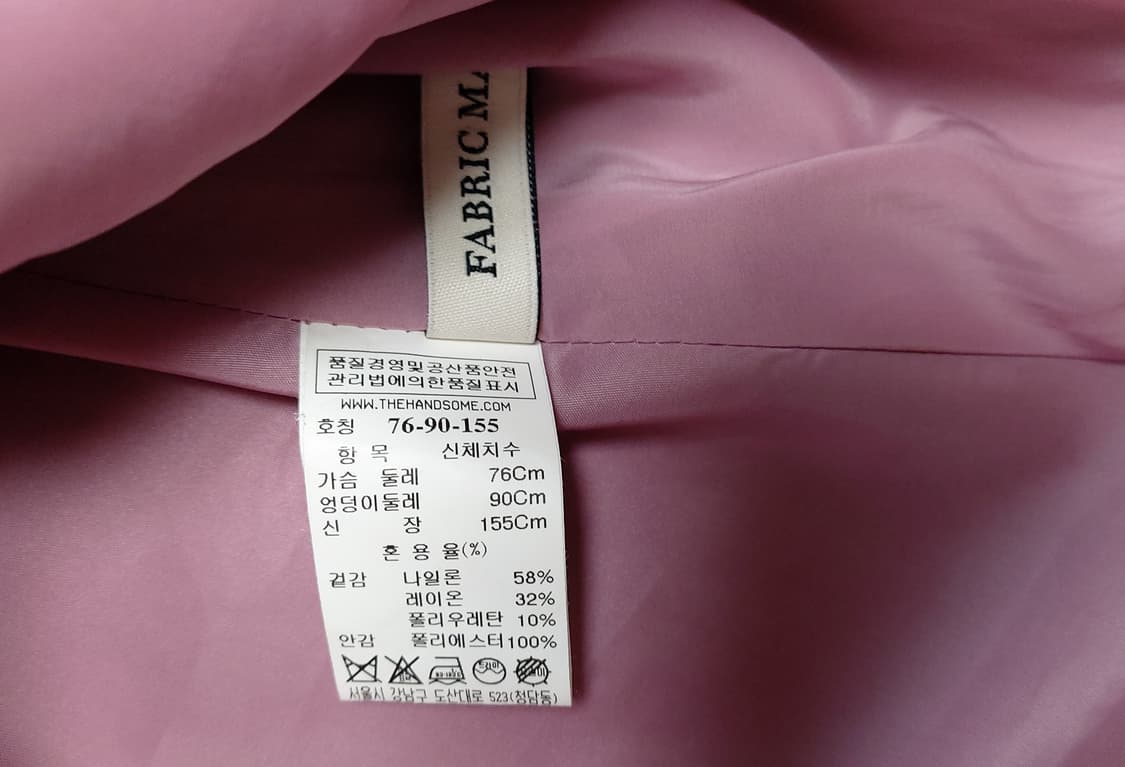 FABRIC
품질경영및공산품안전
관리법에의한품질표시
WWW.THEHANDSOME.COM
호칭 76-90-155
항 목 신체치수
가슴 둘레 76Cm
엉덩이둘레 90Cm
신 장 155Cm
혼 용 율(%)
겉감 나일론 58%
레이온 32%
폴리우레탄 10%
안감 폴리에스터 100%
드라이
서울시 강남구 도산대로 523(청담동)